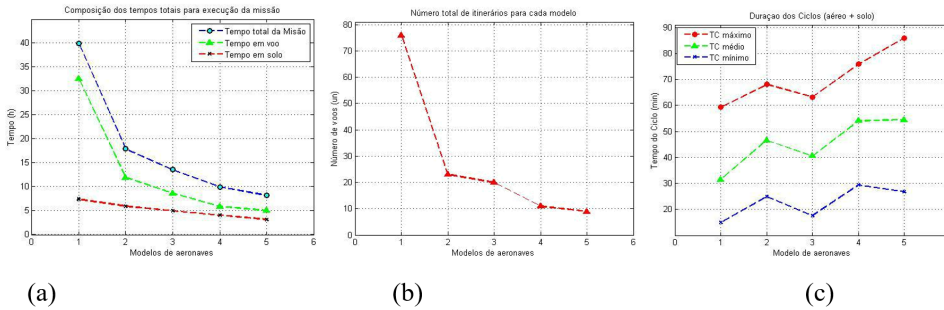 Composição dos tempos totais para execução da missão
Tempo total da Misão
Tempo em voo
Tempo em solo
Tempo (h)
40
35
30
25
20
15
10
5
0
0 1 2 3 4 5 6
Modelos de aeronaves
(a)
Número total de itinerários para cada modelo
Número de voos (un)
80
70
60
50
40
30
20
10
0
0 1 2 3 4 5 6
Modelos de aeronaves
(b)
Duraçao dos Ciclos (aéreo + solo)
TC máximo
TC médio
TC mínimo
Tempo do Ciclo (min)
90
80
70
60
50
40
30
20
10
0 1 2 3 4 5
Modelo de aeronaves
(c)